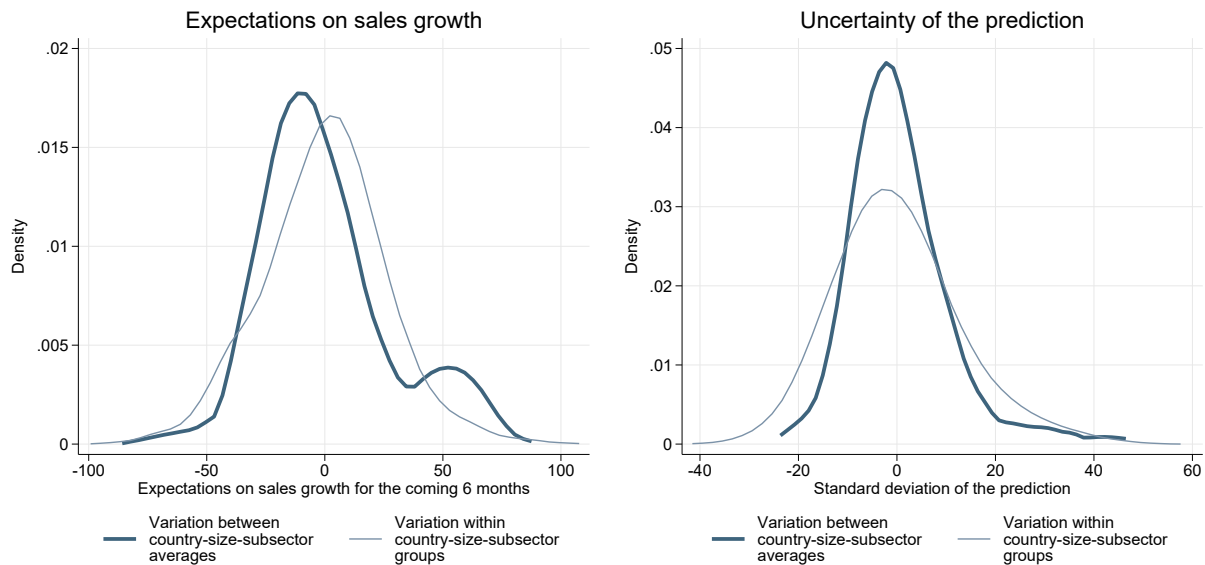 Expectations on sales growth
.02
.015
.01
.005
0
Density
-100 -50 0 50 100
Expectations on sales growth for the coming 6 months
Variation between
country-size-subsector
averages
Variation within
country-size-subsector
groups
Uncertainty of the prediction
.05
.04
.03
.02
.01
0
Density
-40 -20 0 20 40 60
Standard deviation of the prediction
Variation between
country-size-subsector
averages
Variation within
country-size-subsector
groups